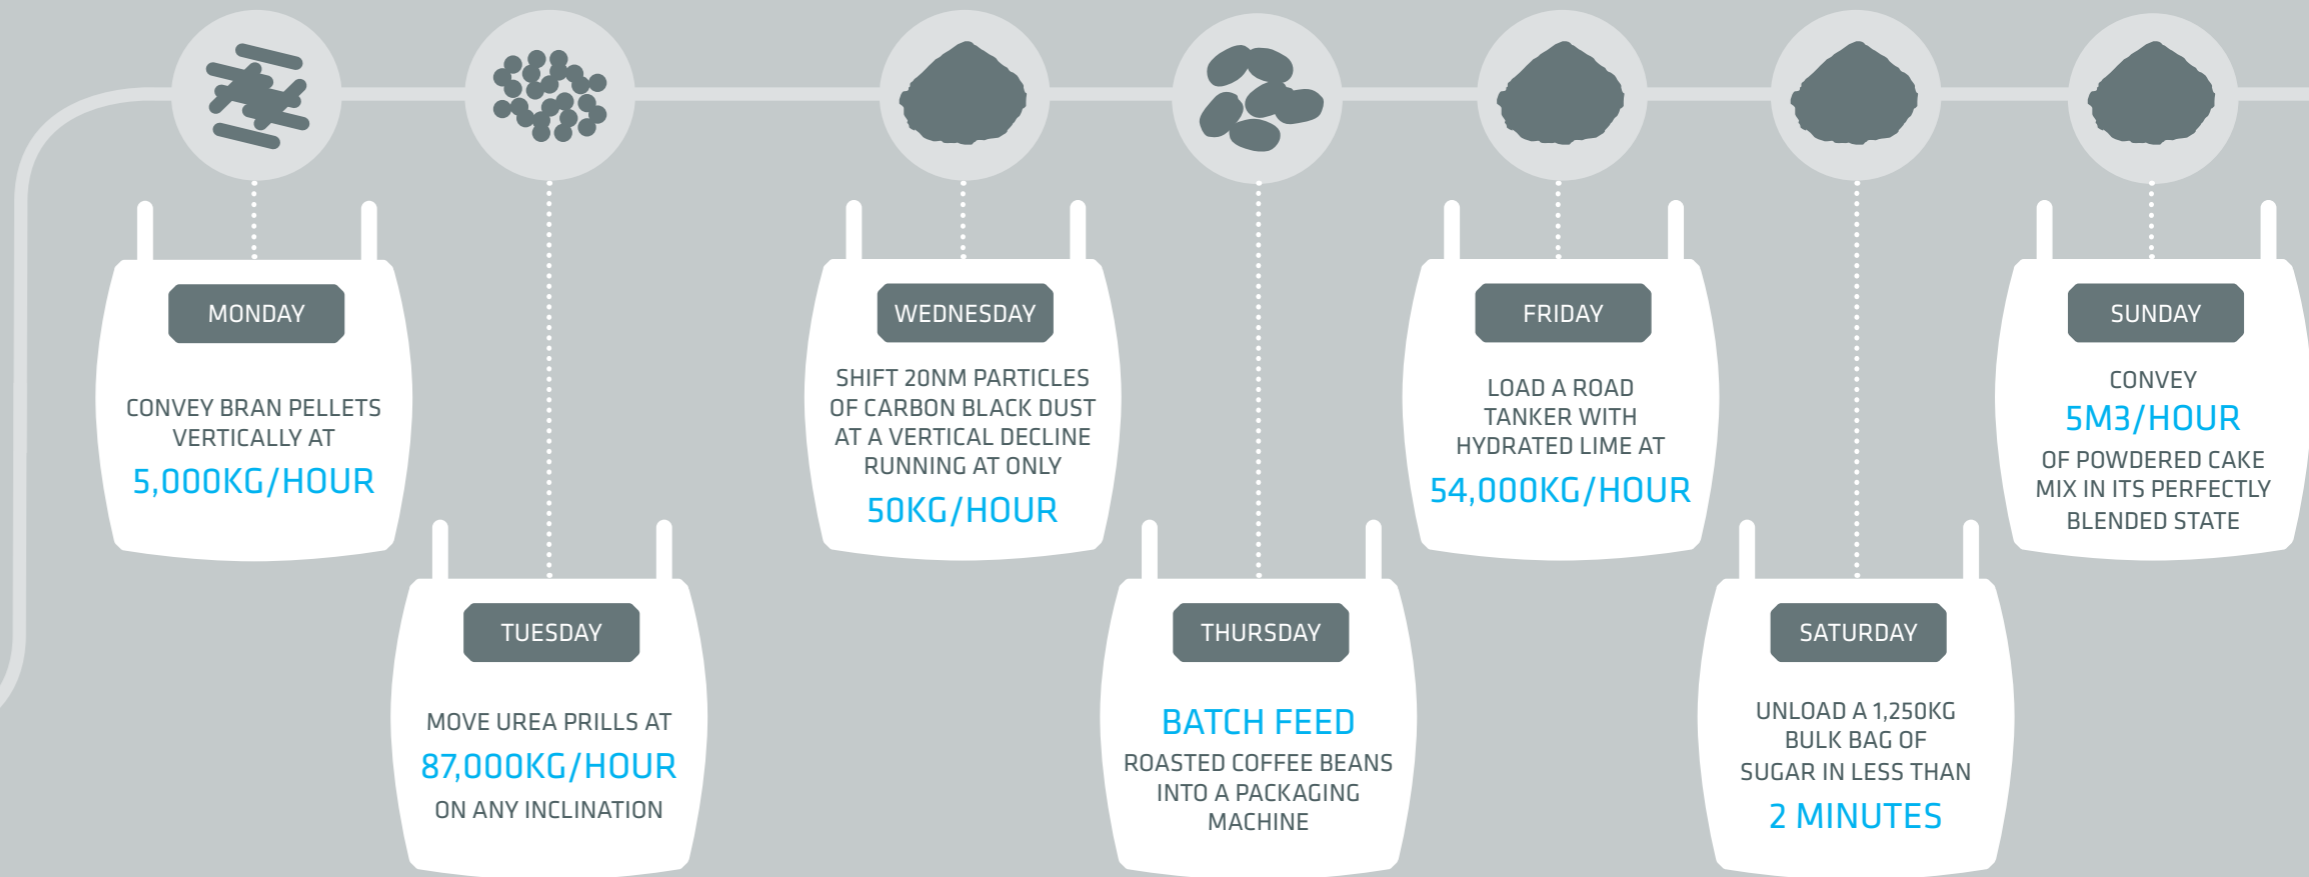 MONDAY
CONVEY BRAN PELLETS
VERTICALLY AT
5,000KG/HOUR
TUESDAY
MOVE UREA PRILLS AT
87,000KG/HOUR
ON ANY INCLINATION
WEDNESDAY
SHIFT 20NM PARTICLES
OF CARBON BLACK DUST
AT A VERTICAL DECLINE
RUNNING AT ONLY
50KG/HOUR
THURSDAY
BATCH FEED
ROASTED COFFEE BEANS
INTO A PACKAGING
MACHINE
FRIDAY
LOAD A ROAD
TANKER WITH
HYDRATED LIME AT
54,000KG/HOUR
SATURDAY
UNLOAD A 1,250KG
BULK BAG OF
SUGAR IN LESS THAN
2 MINUTES
SUNDAY
CONVEY
5M3/HOUR
OF POWDERED CAKE
MIX IN ITS PERFECTLY
BLENDED STATE